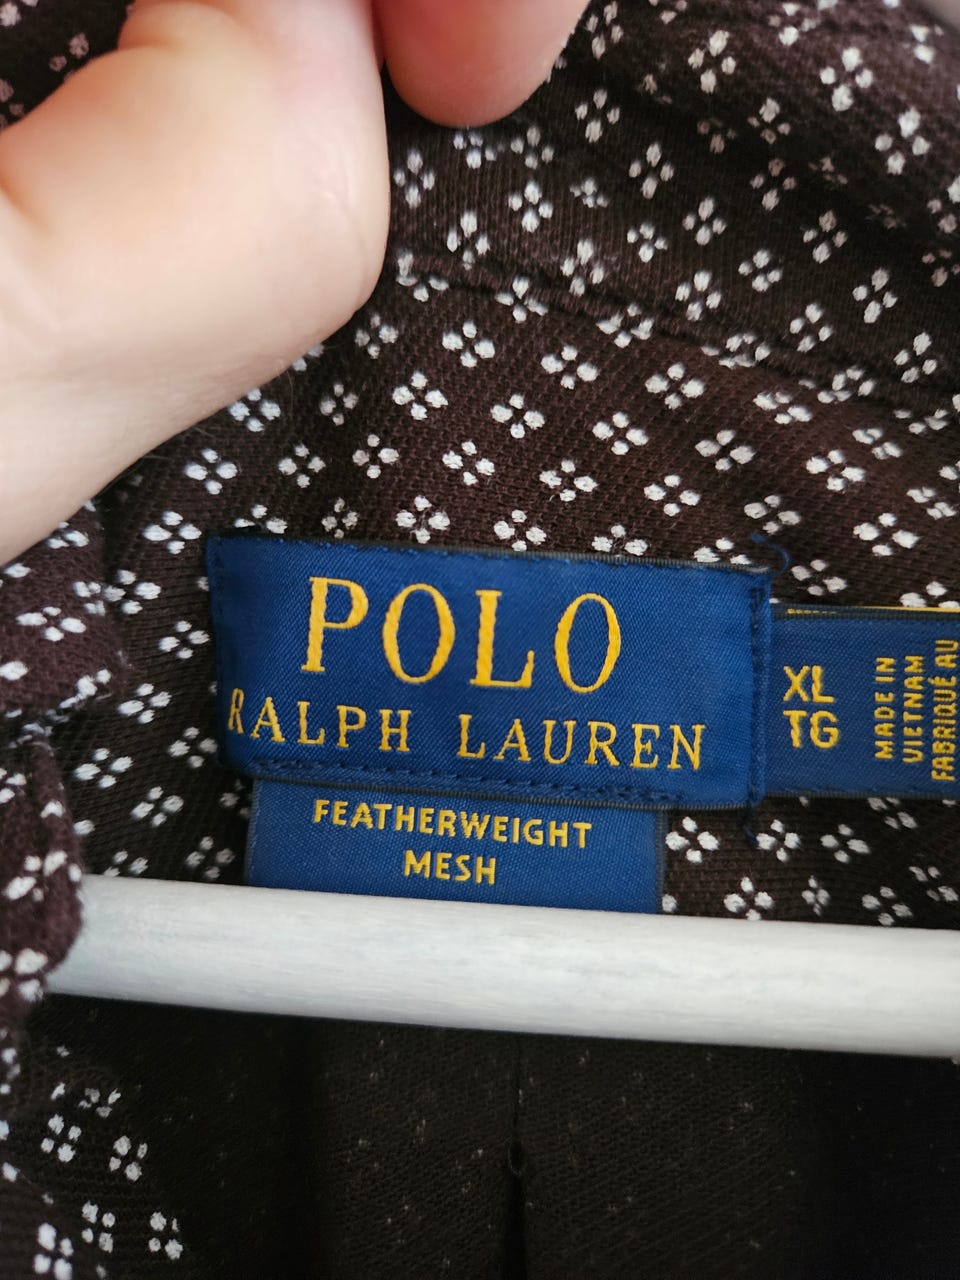 POLO
RALPH LAUREN
FEATHERWEIGHT
MESH
XL
TG
MADE IN
VIETNAM
FABRIQUÉ AU